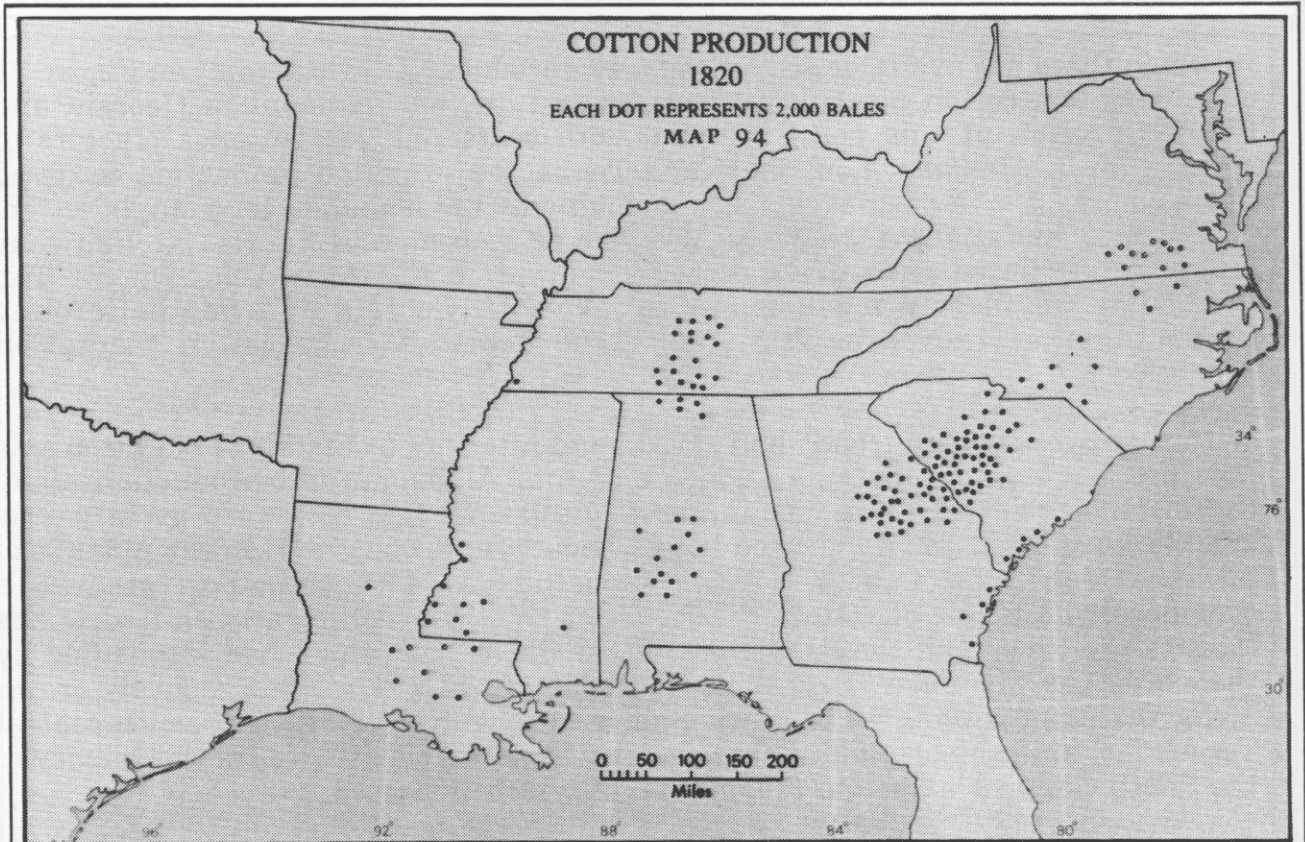 COTTON PRODUCTION
1820
EACH DOT REPRESENTS 2,000 BALES
MAP 94
34°
76°
30°
0 50 100 150 200
Miles
96° 92° 88° 84° 80°